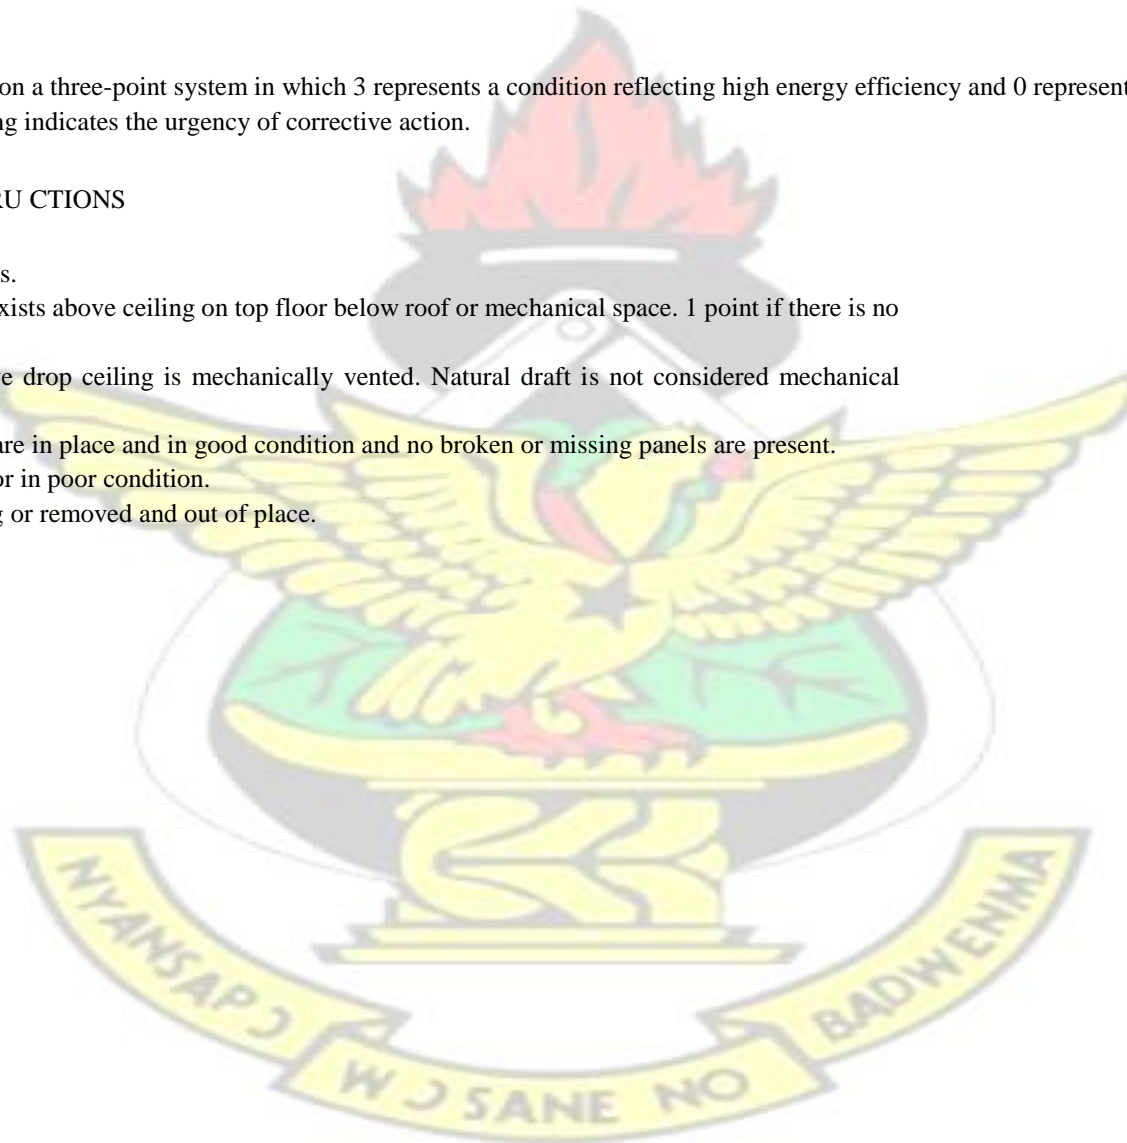 on a three-point system in which 3 represents a condition reflecting high energy efficiency and 0 represent
ng indicates the urgency of corrective action.
RU CTIONS
s.
xists above ceiling on top floor below roof or mechanical space. 1 point if there is no
ve drop ceiling is mechanically vented. Natural draft is not considered mechanical
are in place and in good condition and no broken or missing panels are present.
or in poor condition.
g or removed and out of place.
NYANSAPƆ
WƆSANE NO
BADWENMA